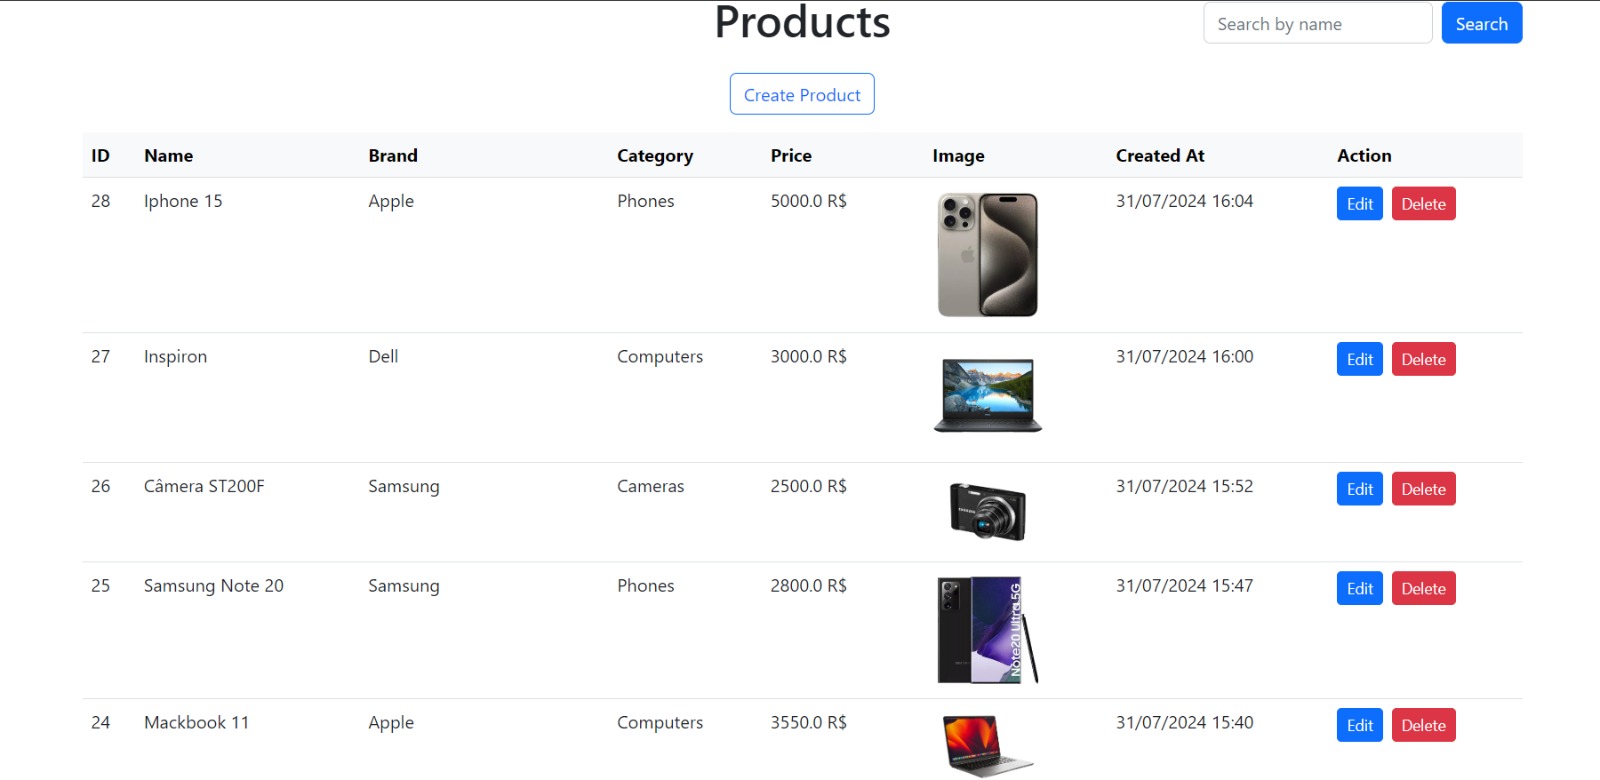 Products
Search by name Search
Create Product
ID Name Brand Category Price Image Created At Action
28 Iphone 15 Apple Phones 5000.0 R$ 31/07/2024 16:04 Edit Delete
27 Inspiron Dell Computers 3000.0 R$ 31/07/2024 16:00 Edit Delete
26 Câmera ST200F Samsung Cameras 2500.0 R$ 31/07/2024 15:52 Edit Delete
SAMSUNG
25 Samsung Note 20 Samsung Phones 2800.0 R$ 31/07/2024 15:47 Edit Delete
Note20 Ultra 5G
24 Mackbook 11 Apple Computers 3550.0 R$ 31/07/2024 15:40 Edit Delete